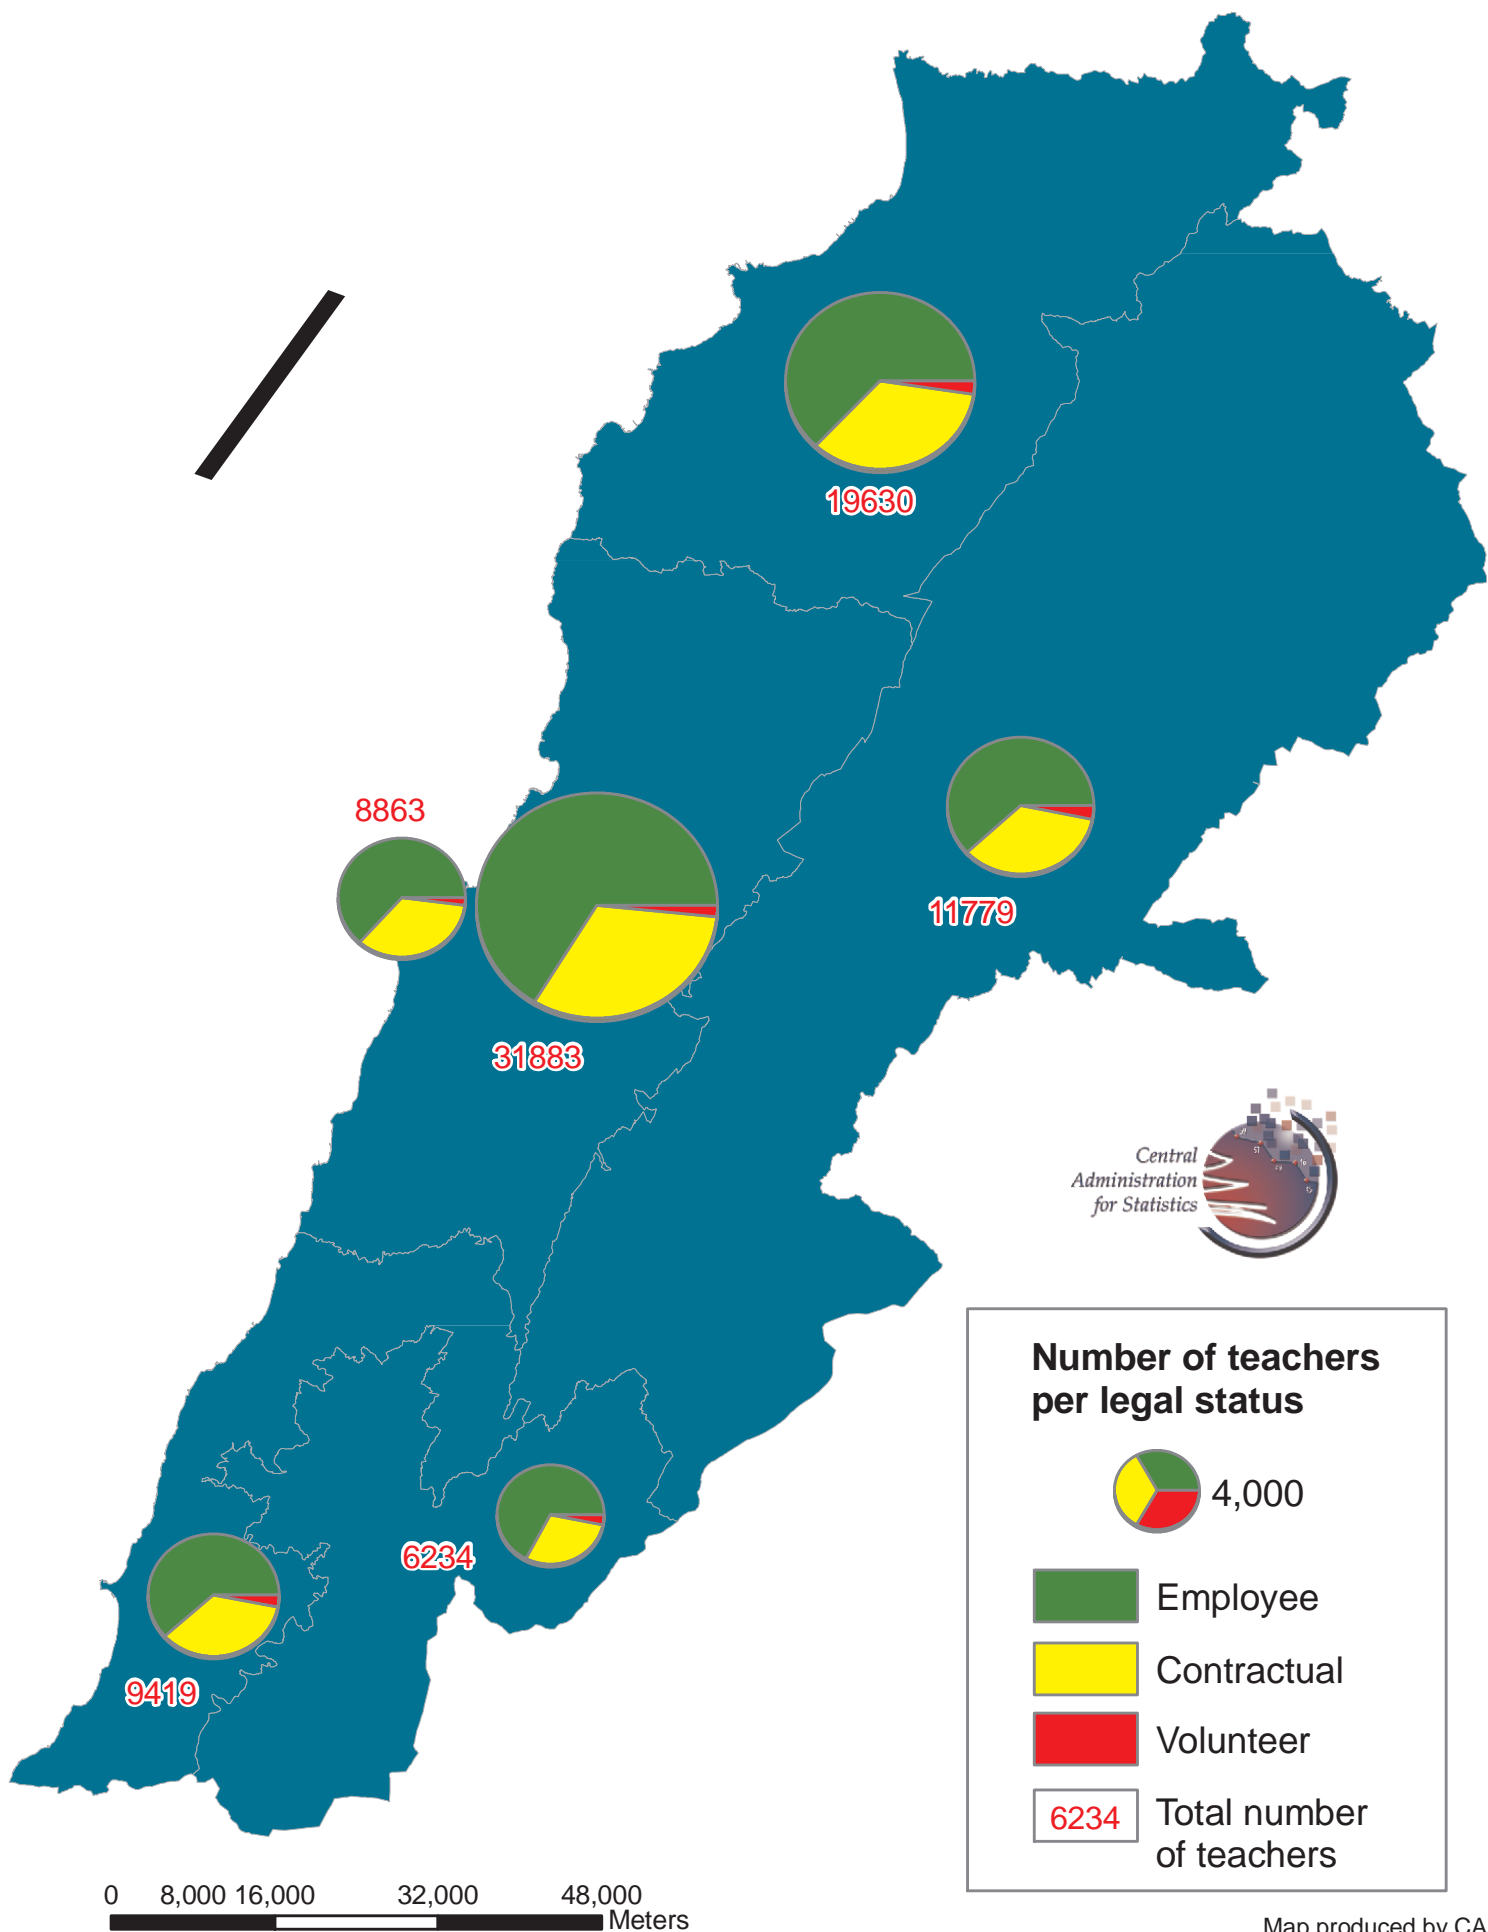 19630
8863
11779
31883
Central
Administration
for Statistics
Number of teachers
per legal status
4,000
6234
Employee
9419
Contractual
Volunteer
6234
Total number
of teachers
0 8,000 16,000 32,000 48,000
Meters
Map produced by CA